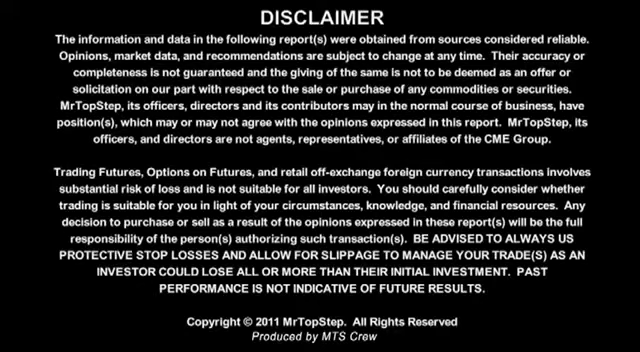 DISCLAIMER
The information and data in the following report(s) were obtained from sources considered reliable.
Opinions, market data, and recommendations are subject to change at any time.  Their accuracy or
completeness is not guaranteed and the giving of the same is not to be deemed as an offer or
solicitation on our part with respect to the sale or purchase of any commodities or securities.
MrTopStep, its officers, directors and its contributors may in the normal course of business, have
position(s), which may or may not agree with the opinions expressed in this report.  MrTopStep, its
officers, and directors are not agents, representatives, or affiliates of the CME Group.
Trading Futures, Options on Futures, and retail off-exchange foreign currency transactions involves
substantial risk of loss and is not suitable for all investors.  You should carefully consider whether
trading is suitable for you in light of your circumstances, knowledge, and financial resources.  Any
decision to purchase or sell as a result of the opinions expressed in these report(s) will be the full
responsibility of the person(s) authorizing such transaction(s).  BE ADVISED TO ALWAYS US
PROTECTIVE STOP LOSSES AND ALLOW FOR SLIPPAGE TO MANAGE YOUR TRADE(S) AS AN
INVESTOR COULD LOSE ALL OR MORE THAN THEIR INITIAL INVESTMENT.  PAST
PERFORMANCE IS NOT INDICATIVE OF FUTURE RESULTS.
Copyright © 2011 MrTopStep.  All Rights Reserved
Produced by MTS Crew